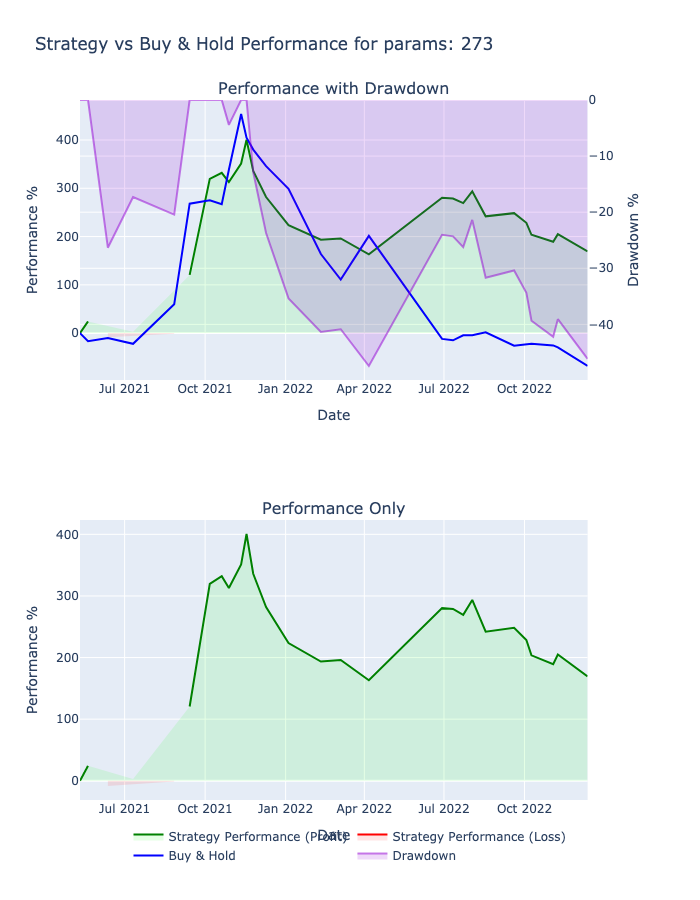 Strategy vs Buy & Hold Performance for params: 273
Performance with Drawdown
Performance %
400
300
200
100
0
0
−10
−20
−30
−40
Drawdown %
Jul 2021 Oct 2021 Jan 2022 Apr 2022 Jul 2022 Oct 2022
Date
Performance Only
Performance %
400
300
200
100
0
Jul 2021 Oct 2021 Jan 2022 Apr 2022 Jul 2022 Oct 2022
Date
Strategy Performance (Profit) Strategy Performance (Loss)
Buy & Hold Drawdown